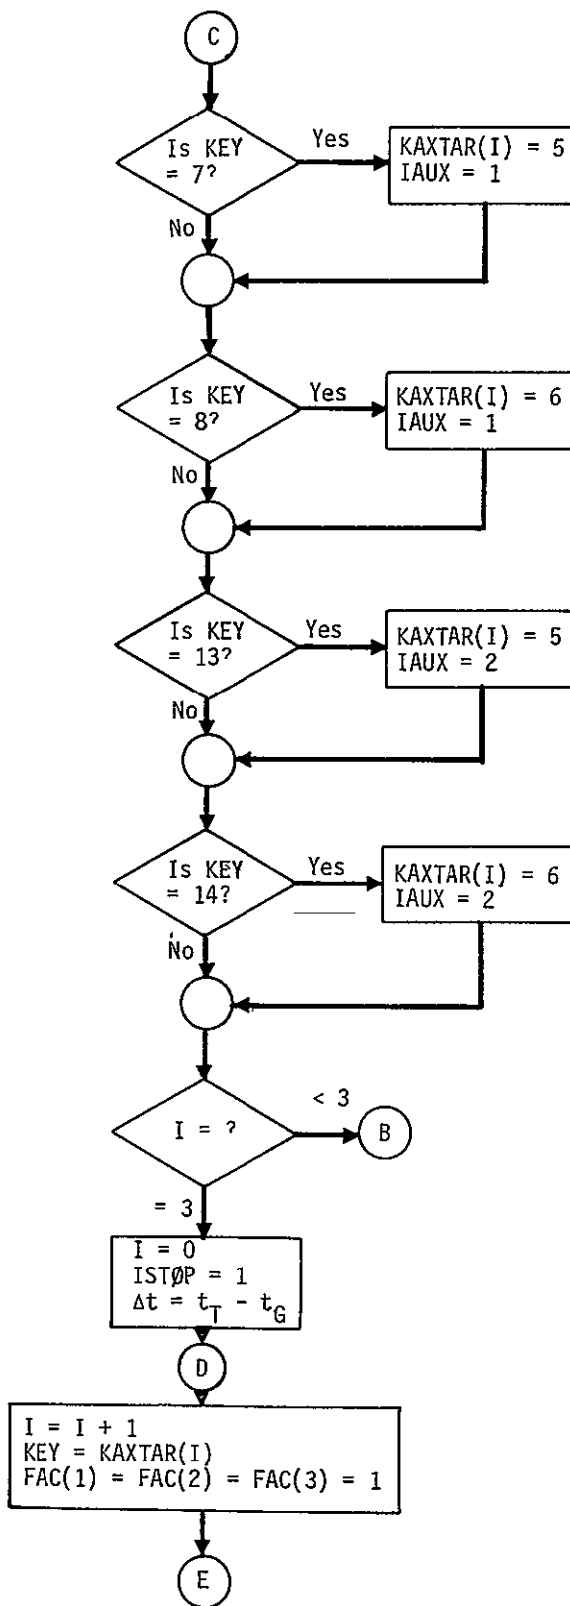 C
Is KEY
= 7?
Yes
KAXTAR(I) = 5
IAUX = 1
No
Is KEY
= 8?
Yes
KAXTAR(I) = 6
IAUX = 1
No
Is KEY
= 13?
Yes
KAXTAR(I) = 5
IAUX = 2
No
Is KEY
= 14?
Yes
KAXTAR(I) = 6
IAUX = 2
No
I = ?
< 3
B
= 3
I = 0
ISTØP = 1
Δt = t_T - t_G
D
I = I + 1
KEY = KAXTAR(I)
FAC(1) = FAC(2) = FAC(3) = 1
E